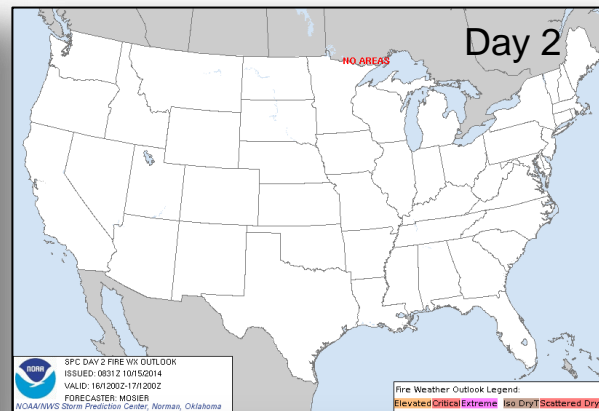 Day 2
NO AREAS
NOAA
SPC DAY 2 FIRE WX OUTLOOK
ISSUED: 0831Z 10/15/2014
VALID: 16/1200Z-17/1200Z
FORECASTER: MOSIER
NOAA/NWS Storm Prediction Center, Norman, Oklahoma
Fire Weather Outlook Legend:
Elevated Critical Extreme Iso DryT Scattered Dry